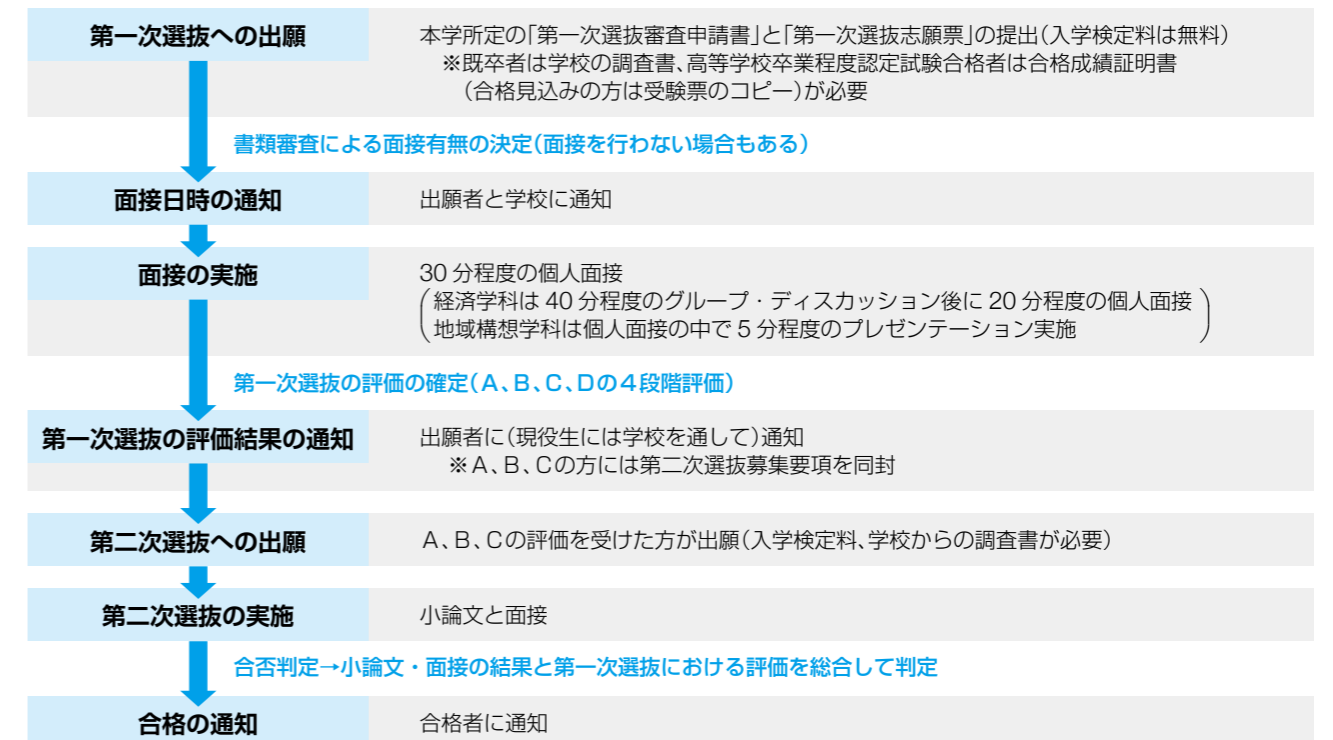 第一次選抜への出願
本学所定の「第一次選抜審査申請書」と「第一次選抜志願票」の提出（入学検定料は無料）
※既卒者は学校の調査書、高等学校卒業程度認定試験合格者は合格成績証明書
（合格見込みの方は受験票のコピー）が必要
書類審査による面接有無の決定（面接を行わない場合もある）
面接日時の通知
出願者と学校に通知
面接の実施
30 分程度の個人面接
（経済学科は 40 分程度のグループ・ディスカッション後に 20 分程度の個人面接
地域構想学科は個人面接の中で 5 分程度のプレゼンテーション実施）
第一次選抜の評価の確定（A、B、C、Dの４段階評価）
第一次選抜の評価結果の通知
出願者に（現役生には学校を通して）通知
※A、B、Cの方には第二次選抜募集要項を同封
第二次選抜への出願
A、B、Cの評価を受けた方が出願（入学検定料、学校からの調査書が必要）
第二次選抜の実施
小論文と面接
合否判定→小論文・面接の結果と第一次選抜における評価を総合して判定
合格の通知
合格者に通知